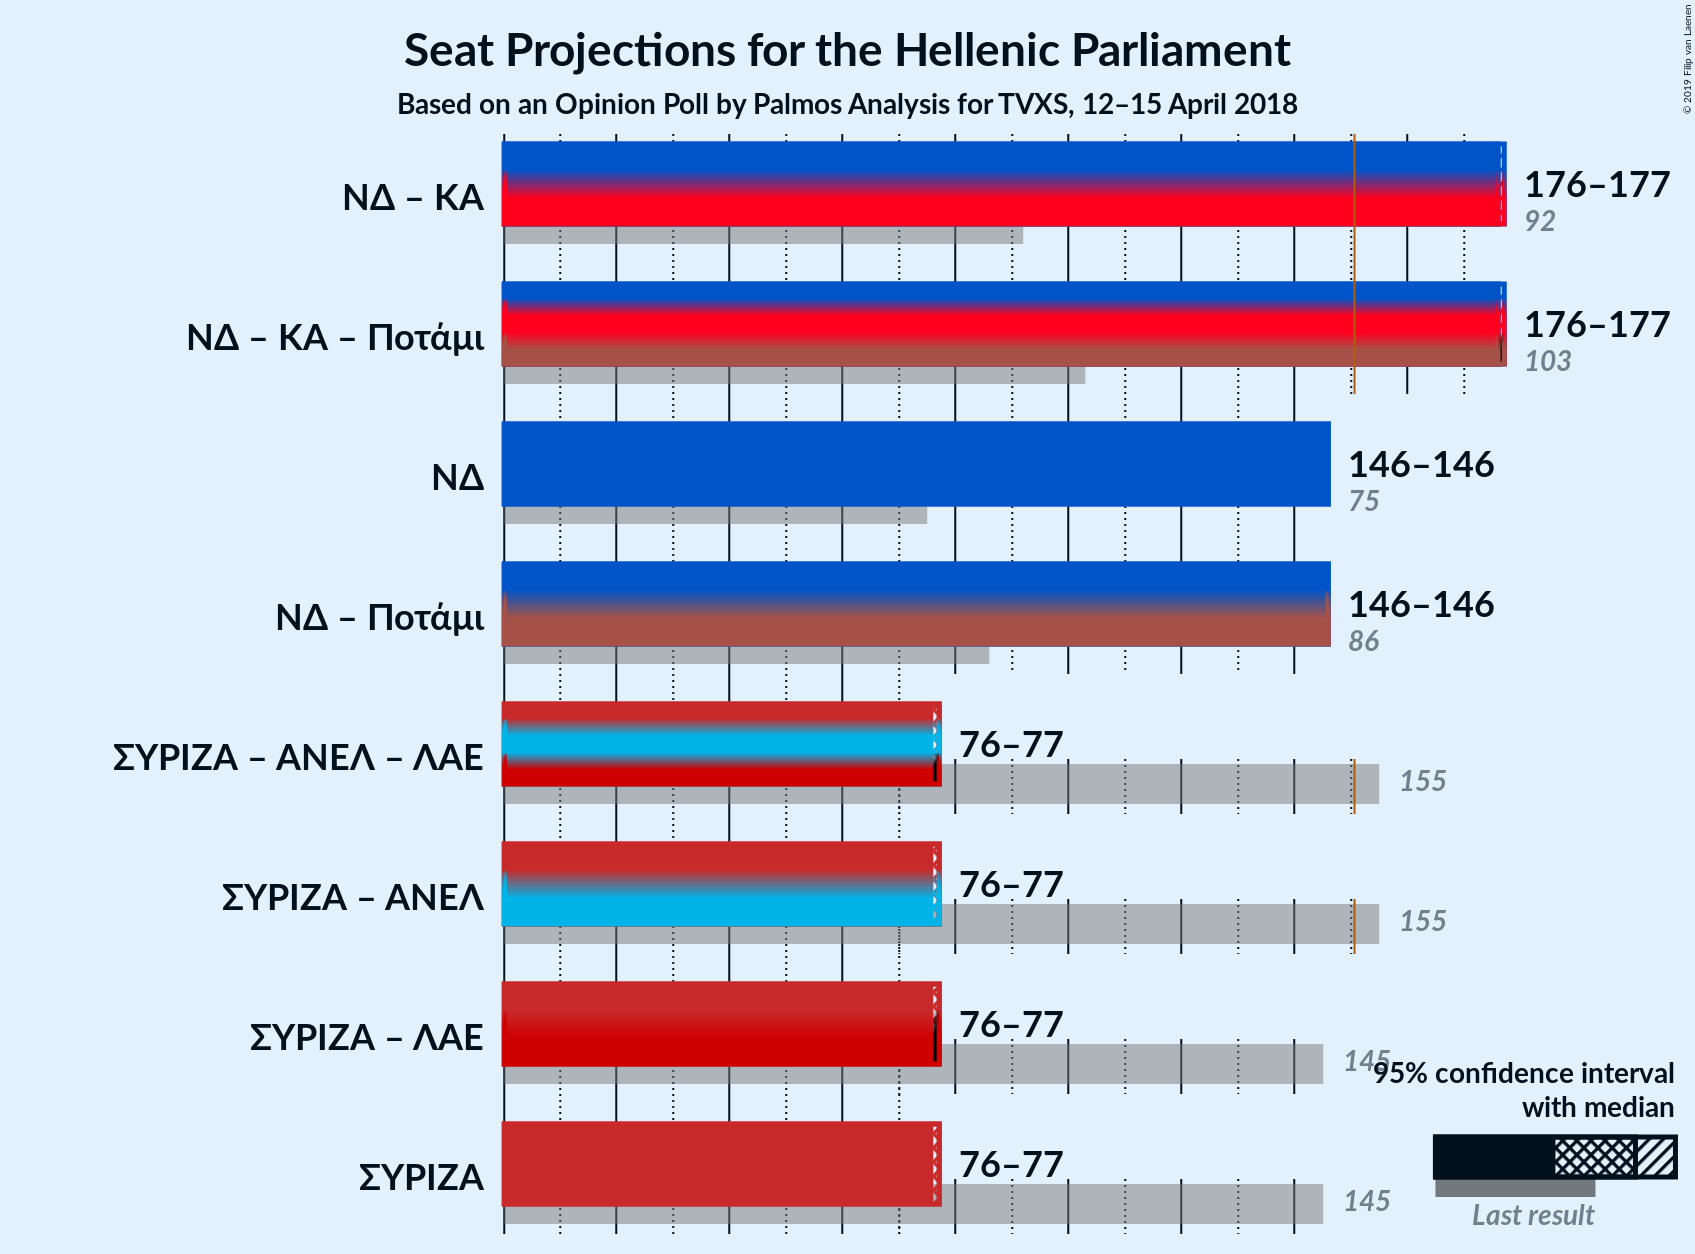 Seat Projections for the Hellenic Parliament
Based on an Opinion Poll by Palmos Analysis for TVXS, 12–15 April 2018
© 2019 Filip van Laenen
ΝΔ – ΚΑ
176–177
92
ΝΔ – ΚΑ – Ποτάμι
176–177
103
ΝΔ
146–146
75
ΝΔ – Ποτάμι
146–146
86
ΣΥΡΙΖΑ – ΑΝΕΛ – ΛΑΕ
76–77
155
ΣΥΡΙΖΑ – ΑΝΕΛ
76–77
155
ΣΥΡΙΖΑ – ΛΑΕ
76–77
145
ΣΥΡΙΖΑ
76–77
145
95% confidence interval
with median
Last result